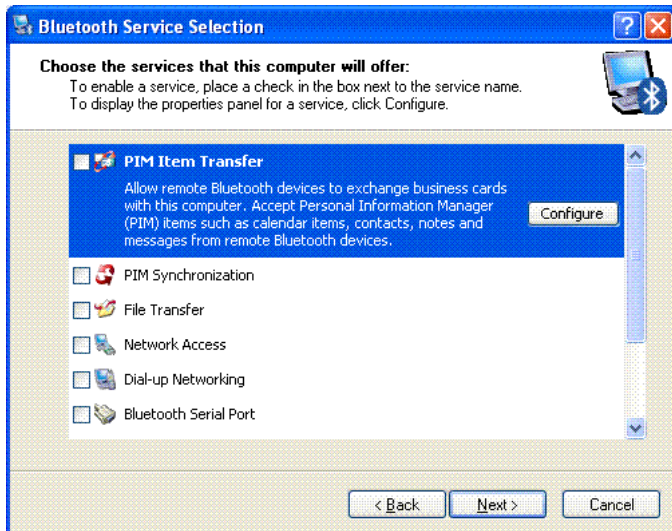 Bluetooth Service Selection
Choose the services that this computer will offer:
To enable a service, place a check in the box next to the service name.
To display the properties panel for a service, click Configure.
PIM Item Transfer
Allow remote Bluetooth devices to exchange business cards
with this computer. Accept Personal Information Manager
(PIM) items such as calendar items, contacts, notes and
messages from remote Bluetooth devices.
Configure
PIM Synchronization
File Transfer
Network Access
Dial-up Networking
Bluetooth Serial Port
< Back
Next >
Cancel